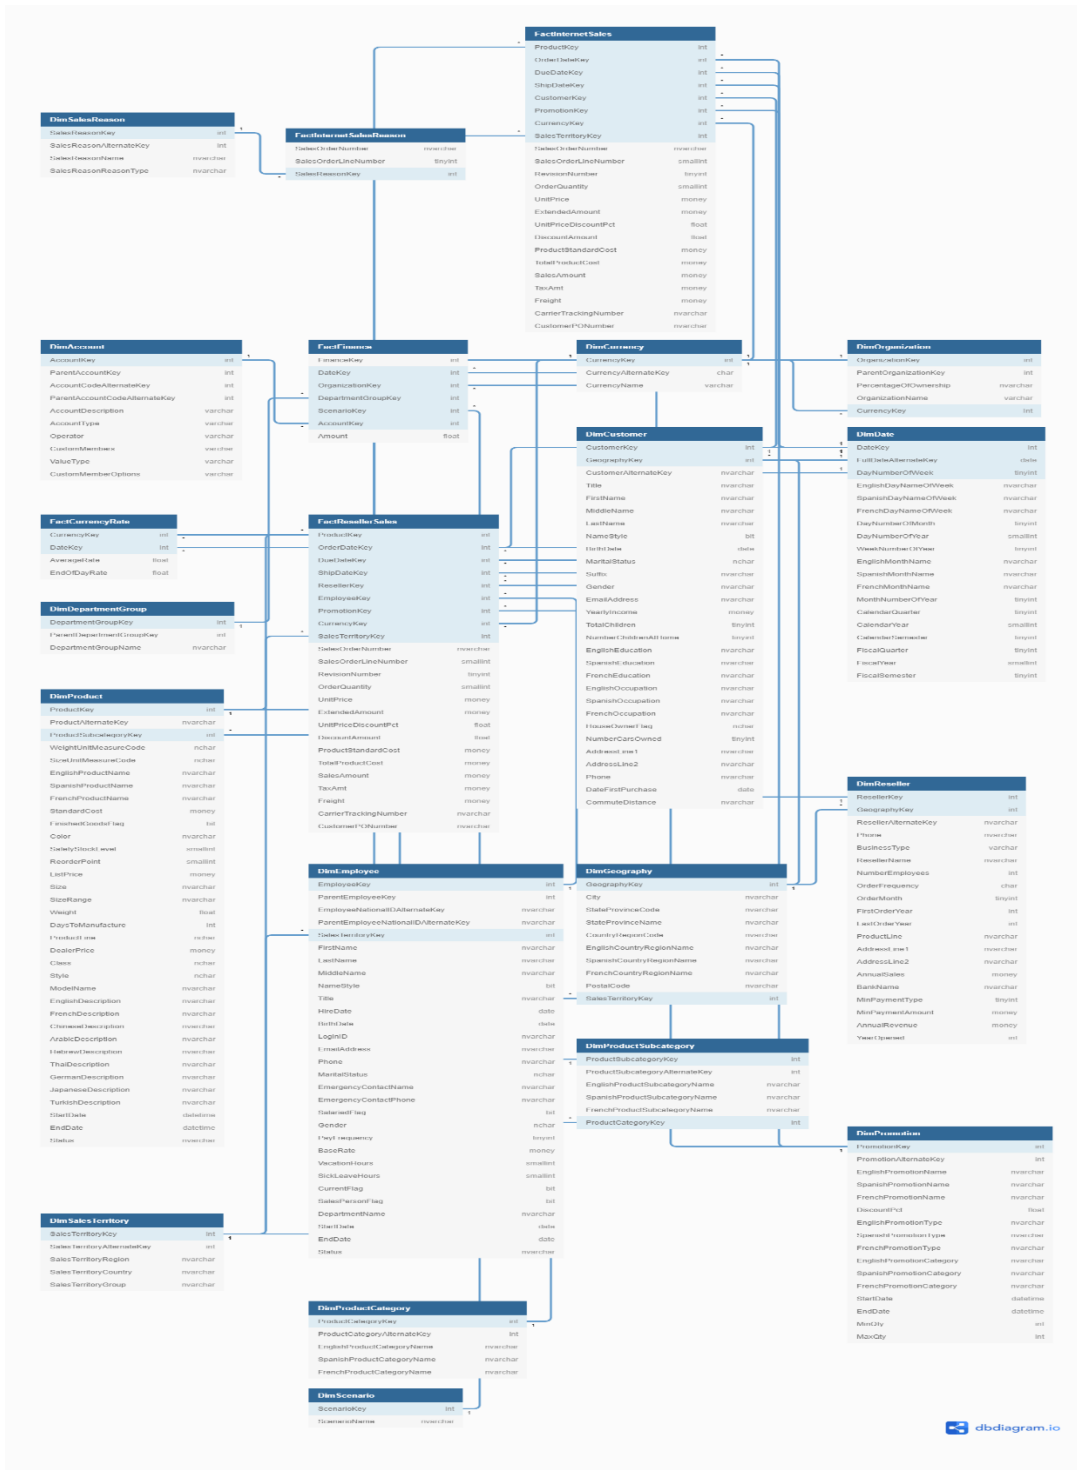 FactInternetSales
ProductKey int
OrderDateKey int
DueDateKey int
ShipDateKey int
CustomerKey int
PromotionKey int
CurrencyKey int
SalesTerritoryKey int
SalesOrderNumber nvarchar
SalesOrderLineNumber smallint
RevisionNumber tinyint
OrderQuantity smallint
UnitPrice money
ExtendedAmount money
UnitPriceDiscountPct float
DiscountAmount float
ProductStandardCost money
TotalProductCost money
SalesAmount money
TaxAmt money
Freight money
CarrierTrackingNumber nvarchar
CustomerPONumber nvarchar
DimSalesReason
SalesReasonKey int
SalesReasonAlternateKey int
SalesReasonName nvarchar
SalesReasonReasonType nvarchar
FactInternetSalesReason
SalesOrderNumber nvarchar
SalesOrderLineNumber tinyint
SalesReasonKey int
DimAccount
AccountKey int
ParentAccountKey int
AccountCodeAlternateKey int
ParentAccountCodeAlternateKey int
AccountDescription varchar
AccountType varchar
Operator varchar
CustomMembers varchar
ValueType varchar
CustomMemberOptions varchar
FactFinance
FinanceKey int
DateKey int
OrganizationKey int
DepartmentGroupKey int
ScenarioKey int
AccountKey int
Amount float
DimCurrency
CurrencyKey int
CurrencyAlternateKey char
CurrencyName varchar
DimOrganization
OrganizationKey int
ParentOrganizationKey int
PercentageOfOwnership nvarchar
OrganizationName varchar
CurrencyKey int
DimCustomer
CustomerKey int
GeographyKey int
CustomerAlternateKey nvarchar
Title nvarchar
FirstName nvarchar
MiddleName nvarchar
LastName nvarchar
NameStyle bit
BirthDate date
MaritalStatus nchar
Suffix nvarchar
Gender nvarchar
EmailAddress nvarchar
YearlyIncome money
TotalChildren tinyint
NumberChildrenAtHome tinyint
EnglishEducation nvarchar
SpanishEducation nvarchar
FrenchEducation nvarchar
EnglishOccupation nvarchar
SpanishOccupation nvarchar
FrenchOccupation nvarchar
HouseOwnerFlag nchar
NumberCarsOwned tinyint
AddressLine1 nvarchar
AddressLine2 nvarchar
Phone nvarchar
DateFirstPurchase date
CommuteDistance nvarchar
DimDate
DateKey int
FullDateAlternateKey date
DayNumberOfWeek tinyint
EnglishDayNameOfWeek nvarchar
SpanishDayNameOfWeek nvarchar
FrenchDayNameOfWeek nvarchar
DayNumberOfMonth tinyint
DayNumberOfYear smallint
WeekNumberOfYear tinyint
EnglishMonthName nvarchar
SpanishMonthName nvarchar
FrenchMonthName nvarchar
MonthNumberOfYear tinyint
CalendarQuarter tinyint
CalendarYear smallint
CalendarSemester tinyint
FiscalQuarter tinyint
FiscalYear smallint
FiscalSemester tinyint
FactCurrencyRate
CurrencyKey int
DateKey int
AverageRate float
EndOfDayRate float
FactResellerSales
ProductKey int
OrderDateKey int
DueDateKey int
ShipDateKey int
ResellerKey int
EmployeeKey int
PromotionKey int
CurrencyKey int
SalesTerritoryKey int
SalesOrderNumber nvarchar
SalesOrderLineNumber smallint
RevisionNumber tinyint
OrderQuantity smallint
UnitPrice money
ExtendedAmount money
UnitPriceDiscountPct float
DiscountAmount float
ProductStandardCost money
TotalProductCost money
SalesAmount money
TaxAmt money
Freight money
CarrierTrackingNumber nvarchar
CustomerPONumber nvarchar
DimDepartmentGroup
DepartmentGroupKey int
ParentDepartmentGroupKey int
DepartmentGroupName nvarchar
DimProduct
ProductKey int
ProductAlternateKey nvarchar
ProductSubcategoryKey int
WeightUnitMeasureCode nchar
SizeUnitMeasureCode nchar
EnglishProductName nvarchar
SpanishProductName nvarchar
FrenchProductName nvarchar
StandardCost money
FinishedGoodsFlag bit
Color nvarchar
SafetyStockLevel smallint
ReorderPoint smallint
ListPrice money
Size nvarchar
SizeRange nvarchar
Weight float
DaysToManufacture int
ProductLine nchar
DealerPrice money
Class nchar
Style nchar
ModelName nvarchar
EnglishDescription nvarchar
FrenchDescription nvarchar
ChineseDescription nvarchar
ArabicDescription nvarchar
HebrewDescription nvarchar
ThaiDescription nvarchar
GermanDescription nvarchar
JapaneseDescription nvarchar
TurkishDescription nvarchar
StartDate datetime
EndDate datetime
Status nvarchar
DimReseller
ResellerKey int
GeographyKey int
ResellerAlternateKey nvarchar
Phone nvarchar
BusinessType varchar
ResellerName nvarchar
NumberEmployees int
OrderFrequency char
OrderMonth tinyint
FirstOrderYear int
LastOrderYear int
ProductLine nvarchar
AddressLine1 nvarchar
AddressLine2 nvarchar
AnnualSales money
BankName nvarchar
MinPaymentType tinyint
MinPaymentAmount money
AnnualRevenue money
YearOpened int
DimEmployee
EmployeeKey int
ParentEmployeeKey int
EmployeeNationalIDAlternateKey nvarchar
ParentEmployeeNationalIDAlternateKey nvarchar
SalesTerritoryKey int
FirstName nvarchar
LastName nvarchar
MiddleName nvarchar
NameStyle bit
Title nvarchar
HireDate date
BirthDate date
LoginID nvarchar
EmailAddress nvarchar
Phone nvarchar
MaritalStatus nchar
EmergencyContactName nvarchar
EmergencyContactPhone nvarchar
SalariedFlag bit
Gender nchar
PayFrequency tinyint
BaseRate money
VacationHours smallint
SickLeaveHours smallint
CurrentFlag bit
SalesPersonFlag bit
DepartmentName nvarchar
StartDate date
EndDate date
Status nvarchar
DimGeography
GeographyKey int
City nvarchar
StateProvinceCode nvarchar
StateProvinceName nvarchar
CountryRegionCode nvarchar
EnglishCountryRegionName nvarchar
SpanishCountryRegionName nvarchar
FrenchCountryRegionName nvarchar
PostalCode nvarchar
SalesTerritoryKey int
DimProductSubcategory
ProductSubcategoryKey int
ProductSubcategoryAlternateKey int
EnglishProductSubcategoryName nvarchar
SpanishProductSubcategoryName nvarchar
FrenchProductSubcategoryName nvarchar
ProductCategoryKey int
DimPromotion
PromotionKey int
PromotionAlternateKey int
EnglishPromotionName nvarchar
SpanishPromotionName nvarchar
FrenchPromotionName nvarchar
DiscountPct float
EnglishPromotionType nvarchar
SpanishPromotionType nvarchar
FrenchPromotionType nvarchar
EnglishPromotionCategory nvarchar
SpanishPromotionCategory nvarchar
FrenchPromotionCategory nvarchar
StartDate datetime
EndDate datetime
MinQty int
MaxQty int
DimSalesTerritory
SalesTerritoryKey int
SalesTerritoryAlternateKey int
SalesTerritoryRegion nvarchar
SalesTerritoryCountry nvarchar
SalesTerritoryGroup nvarchar
DimProductCategory
ProductCategoryKey int
ProductCategoryAlternateKey int
EnglishProductCategoryName nvarchar
SpanishProductCategoryName nvarchar
FrenchProductCategoryName nvarchar
DimScenario
ScenarioKey int
ScenarioName nvarchar
dbdiagram.io